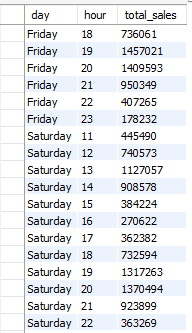 day hour total_sales
Friday 18 736061
Friday 19 1457021
Friday 20 1409593
Friday 21 950349
Friday 22 407265
Friday 23 178232
Saturday 11 445490
Saturday 12 740573
Saturday 13 1127057
Saturday 14 908578
Saturday 15 384224
Saturday 16 270622
Saturday 17 362382
Saturday 18 732594
Saturday 19 1317263
Saturday 20 1370494
Saturday 21 923899
Saturday 22 363269